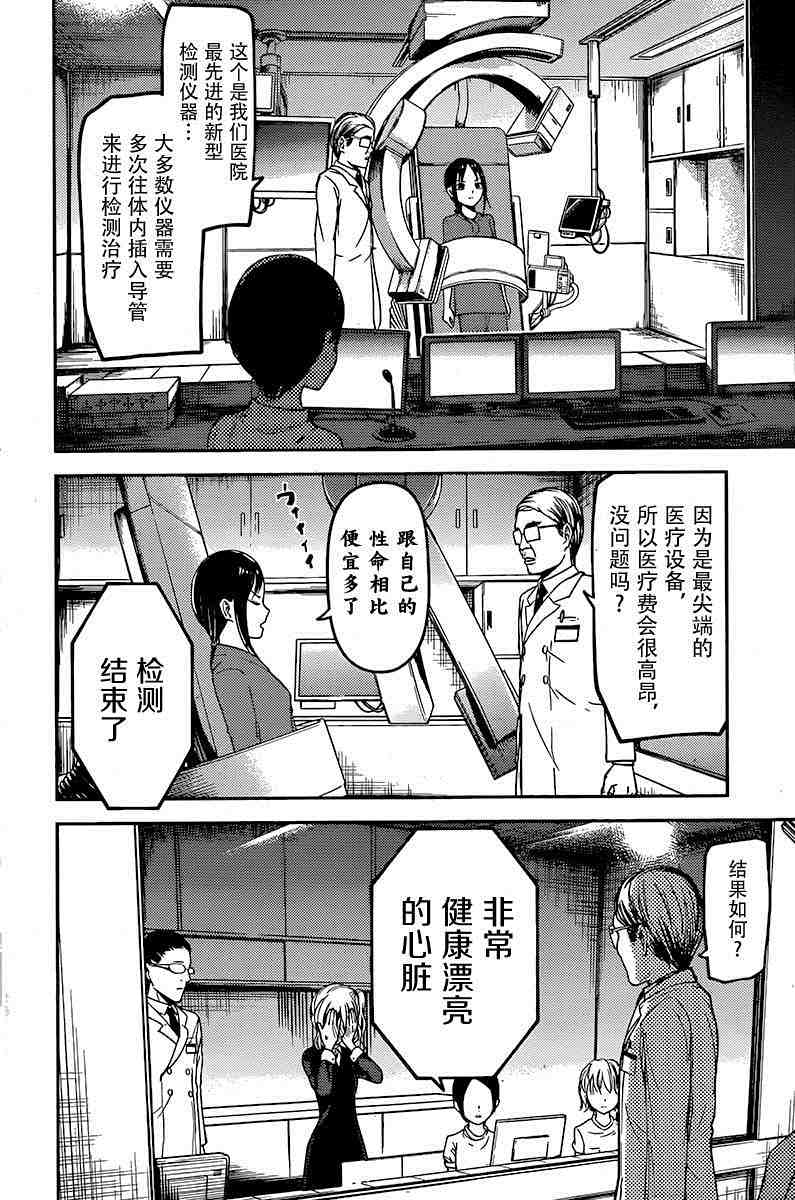 这个是我们医院
最先进的新型
检测仪器…
大多数仪器需要
多次往体内插入导管
来进行检测治疗
因为是最尖端的
医疗设备，
所以医疗费会很高昂，
没问题吗？
跟自己的
性命相比
便宜多了
ウィィィ
检测
结束了
结果如何？
非常
健康漂亮
的心脏